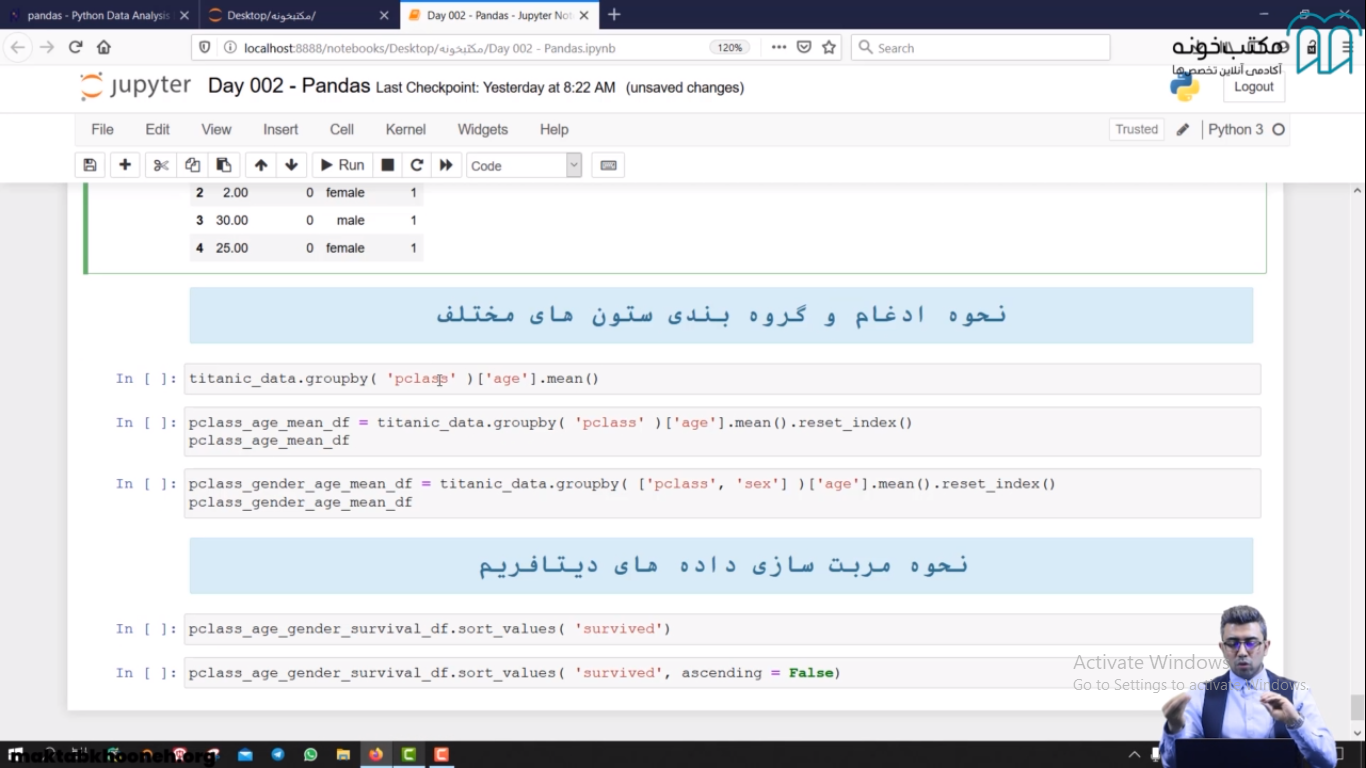 pandas - Python Data Analysis
Desktop/مکتبخونه/
Day 002 - Pandas - Jupyter Not
localhost:8888/notebooks/Desktop/مکتبخونه/Day 002 - Pandas.ipynb
120%
Search
مکتب‌خونه
آکادمی آنلاین تخصص‌ها
jupyter Day 002 - Pandas Last Checkpoint: Yesterday at 8:22 AM (unsaved changes)
Logout
File Edit View Insert Cell Kernel Widgets Help
Trusted
Python 3
Run
Code
2 2.00 0 female 1
3 30.00 0 male 1
4 25.00 0 female 1
نحوه ادغام و گروه بندی ستون های مختلف
In [ ]: titanic_data.groupby( 'pclass' )['age'].mean()
In [ ]: pclass_age_mean_df = titanic_data.groupby( 'pclass' )['age'].mean().reset_index()
pclass_age_mean_df
In [ ]: pclass_gender_age_mean_df = titanic_data.groupby( ['pclass', 'sex'] )['age'].mean().reset_index()
pclass_gender_age_mean_df
نحوه مربت سازی داده های دیتافریم
In [ ]: pclass_age_gender_survival_df.sort_values( 'survived')
In [ ]: pclass_age_gender_survival_df.sort_values( 'survived', ascending = False)
Activate Windows
Go to Settings to activate Windows.
maktabkhooneh.org